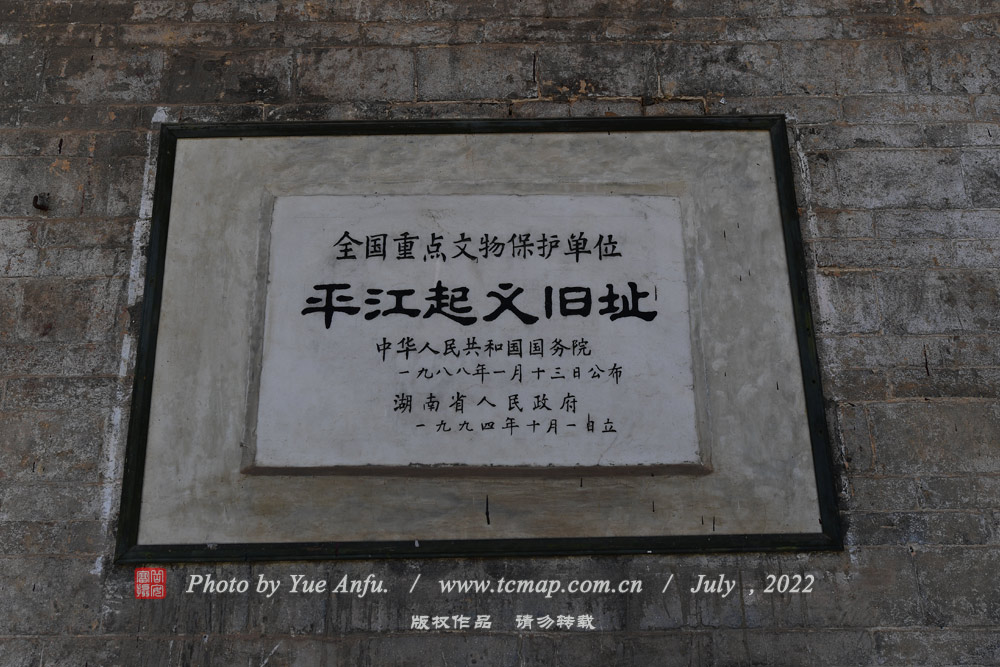 全国重点文物保护单位
平江起义旧址
中华人民共和国国务院
一九八八年一月十三日公布
湖南省人民政府
一九九四年十月一日立
Photo by Yue Anfu. / www.tcmap.com.cn / July , 2022
版权作品 请勿转载